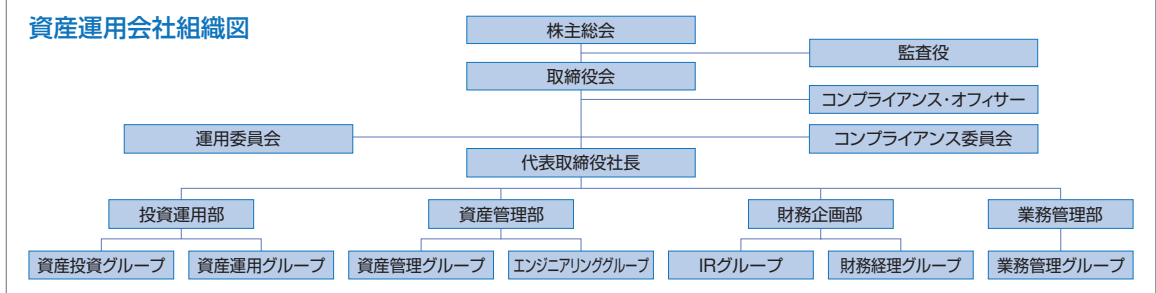 資産運用会社組織図
株主総会
監査役
取締役会
コンプライアンス・オフィサー
運用委員会
コンプライアンス委員会
代表取締役社長
投資運用部
資産管理部
財務企画部
業務管理部
資産投資グループ
資産運用グループ
資産管理グループ
エンジニアリンググループ
IRグループ
財務経理グループ
業務管理グループ